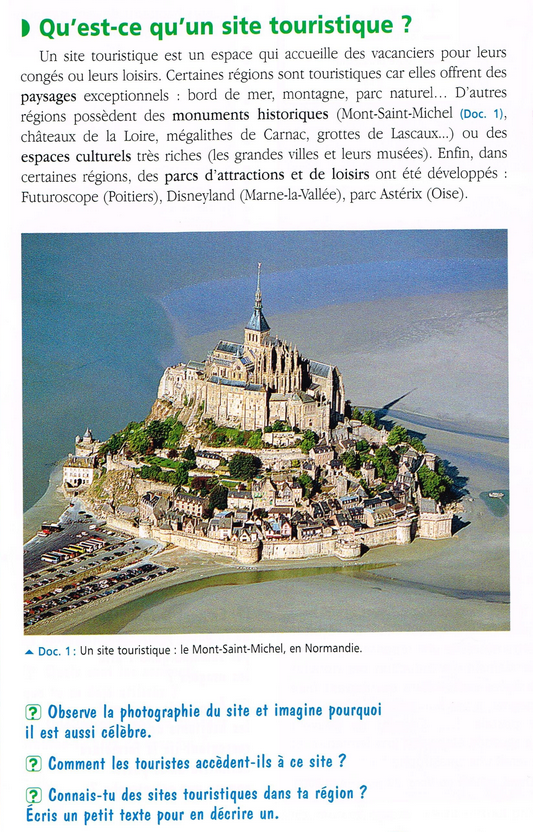 Qu'est-ce qu'un site touristique ?
Un site touristique est un espace qui accueille des vacanciers pour leurs
congés ou leurs loisirs. Certaines régions sont touristiques car elles offrent des
paysages exceptionnels : bord de mer, montagne, parc naturel... D'autres
régions possèdent des monuments historiques (Mont-Saint-Michel (Doc. 1),
châteaux de la Loire, mégalithes de Carnac, grottes de Lascaux...) ou des
espaces culturels très riches (les grandes villes et leurs musées). Enfin, dans
certaines régions, des parcs d'attractions et de loisirs ont été développés :
Futuroscope (Poitiers), Disneyland (Marne-la-Vallée), parc Astérix (Oise).
Doc. 1 : Un site touristique : le Mont-Saint-Michel, en Normandie.
? Observe la photographie du site et imagine pourquoi
il est aussi célèbre.
? Comment les touristes accèdent-ils à ce site ?
? Connais-tu des sites touristiques dans ta région ?
Écris un petit texte pour en décrire un.